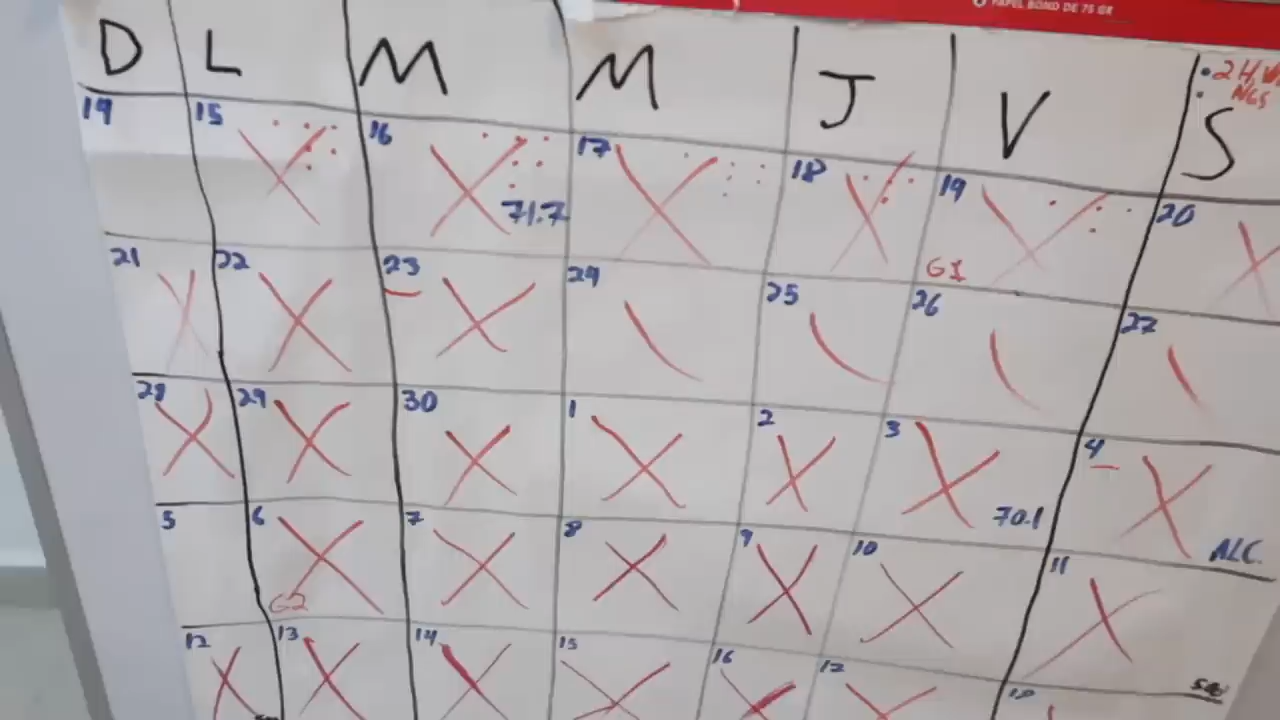 PAPEL BOND DE 75 GR
D L M M J V S
• 2 H
• NGS
19 15 16 17 18 19 20
71.7
G1
21 22 23 24 25 26 27
28 29 30 1 2 3 4
70.1
ALC.
5 6 7 8 9 10 11
G2
12 13 14 15 16 17